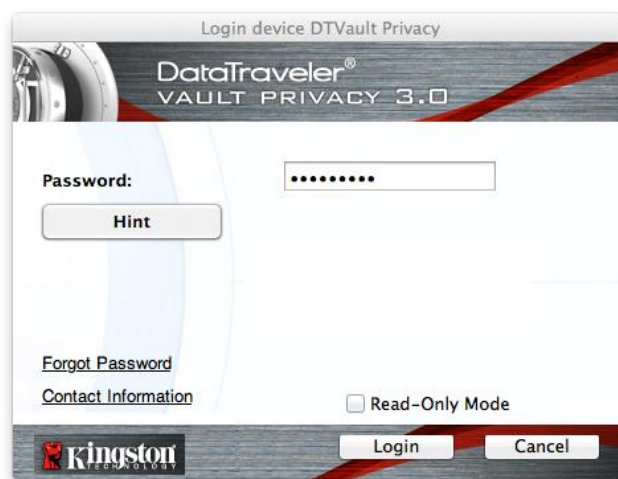 Login device DTVault Privacy
DataTraveler®
VAULT PRIVACY 3.0
Password: •••••••••
Hint
Forgot Password
Contact Information
Read-Only Mode
Kingston
TECHNOLOGY
Login Cancel